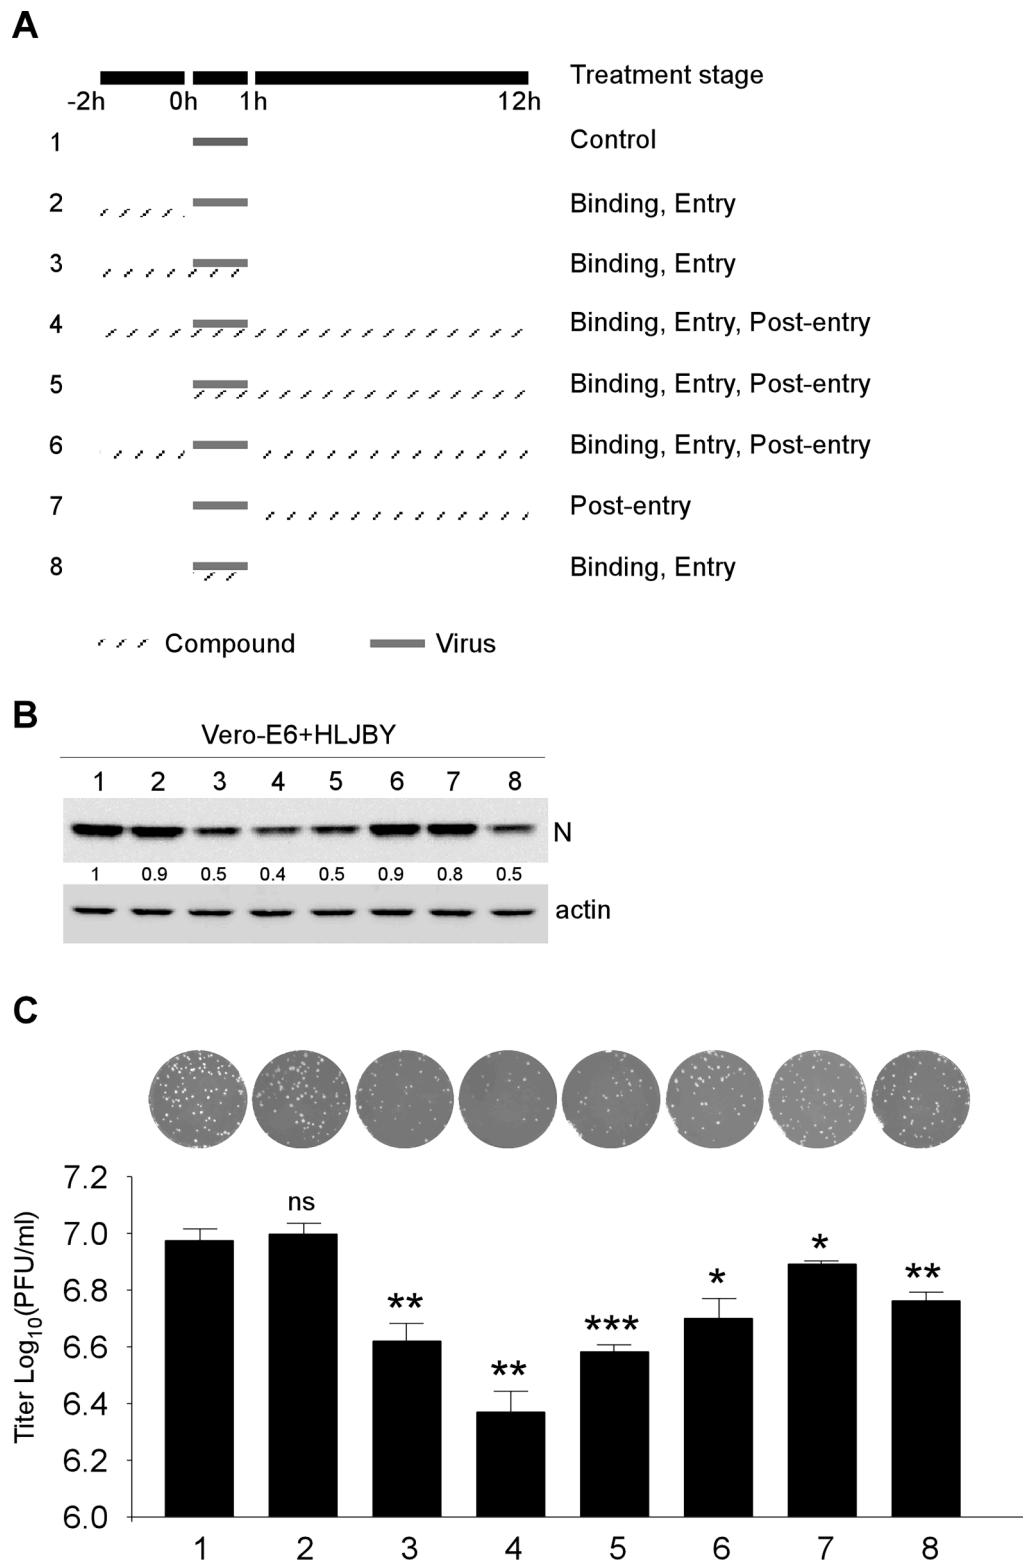 A
Treatment stage
-2h 0h 1h 12h
1 Control
2 Binding, Entry
3 Binding, Entry
4 Binding, Entry, Post-entry
5 Binding, Entry, Post-entry
6 Binding, Entry, Post-entry
7 Post-entry
8 Binding, Entry
Compound Virus
B
Vero-E6+HLJBY
1 2 3 4 5 6 7 8
N
1 0.9 0.5 0.4 0.5 0.9 0.8 0.5
actin
C
Titer Log10(PFU/ml)
7.2
7.0
6.8
6.6
6.4
6.2
6.0
ns ** ** *** * * **
1 2 3 4 5 6 7 8